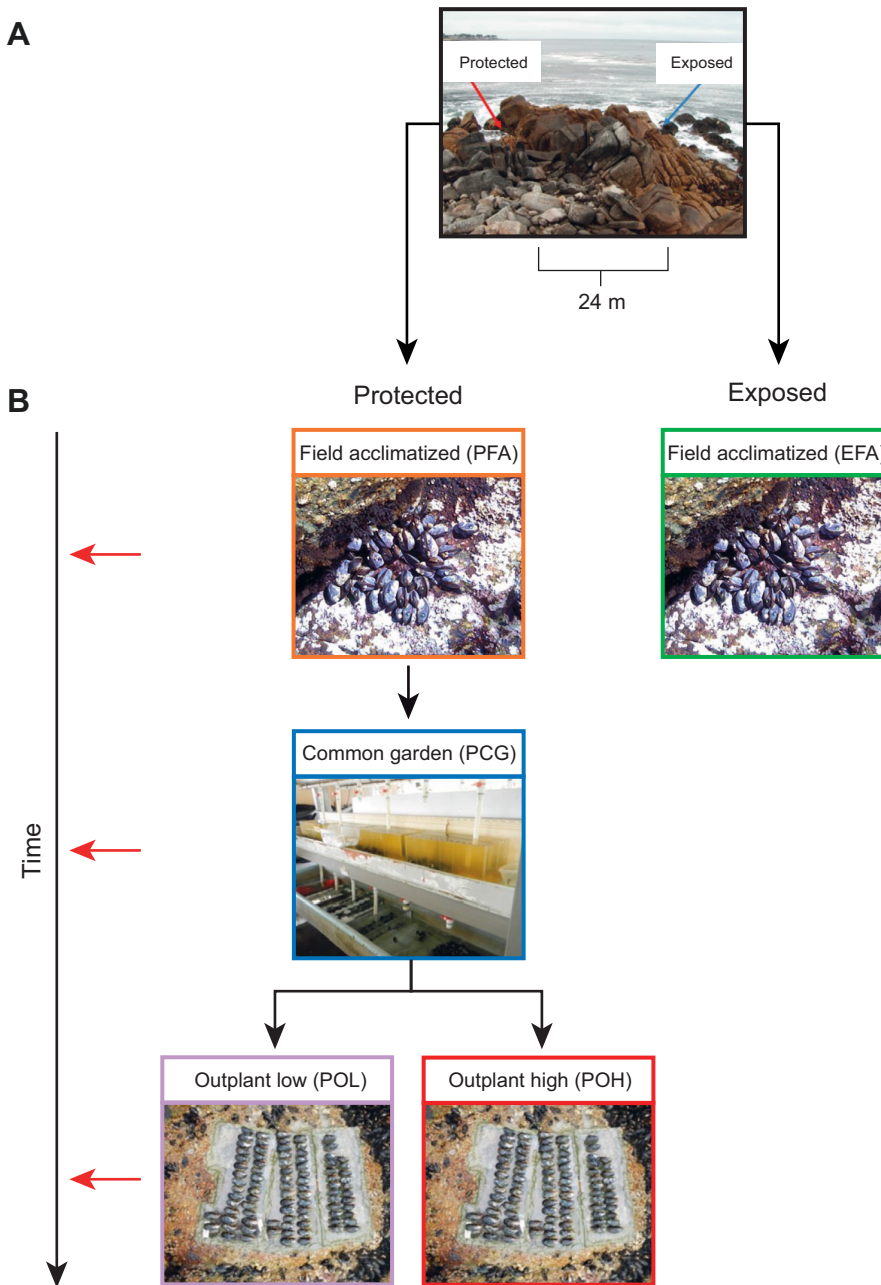 A
Protected
Exposed
24 m
B
Protected
Exposed
Field acclimatized (PFA)
Field acclimatized (EFA)
Common garden (PCG)
Time
Outplant low (POL)
Outplant high (POH)